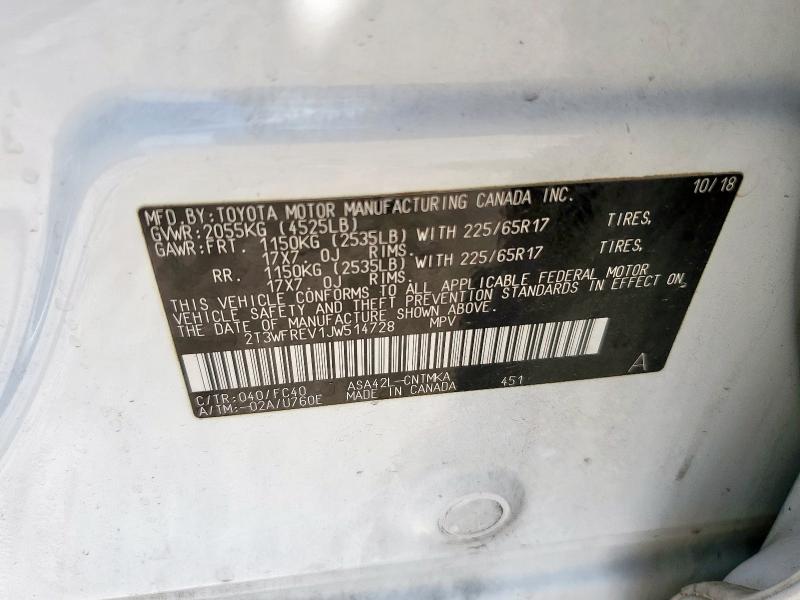 MFD.BY:TOYOTA MOTOR MANUFACTURING CANADA INC. 10/18
GVWR:2055KG (4525LB)
GAWR:FRT 1150KG (2535LB) WITH 225/65R17 TIRES,
17X7 OJ RIMS.
RR. 1150KG (2535LB) WITH 225/65R17 TIRES,
17X7 OJ RIMS.
THIS VEHICLE CONFORMS TO ALL APPLICABLE FEDERAL MOTOR
VEHICLE SAFETY AND THEFT PREVENTION STANDARDS IN EFFECT ON
THE DATE OF MANUFACTURE SHOWN ABOVE.
2T3WFREV1JW514728 MPV
A
C/TR:040/FC40 ASA42L-CNTMKA 451
A/TM:-02A/U760E MADE IN CANADA